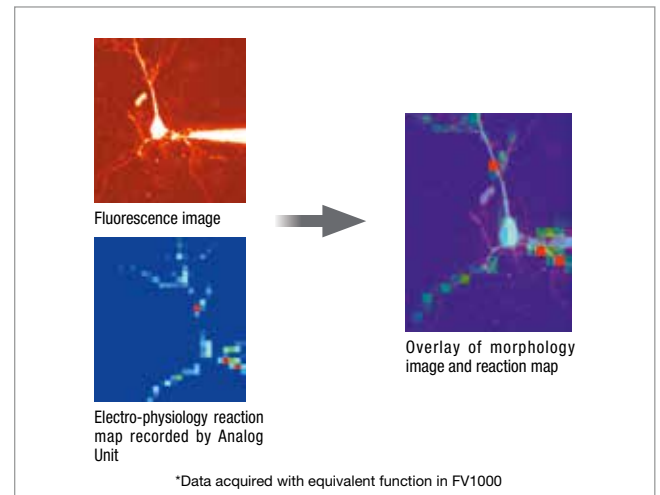 Fluorescence image
Electro-physiology reaction
map recorded by Analog
Unit
Overlay of morphology
image and reaction map
*Data acquired with equivalent function in FV1000